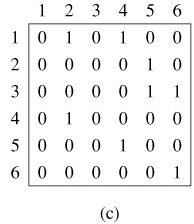 1 2 3 4 5 6
1 0 1 0 1 0 0
2 0 0 0 0 1 0
3 0 0 0 0 1 1
4 0 1 0 0 0 0
5 0 0 0 1 0 0
6 0 0 0 0 0 1
(c)